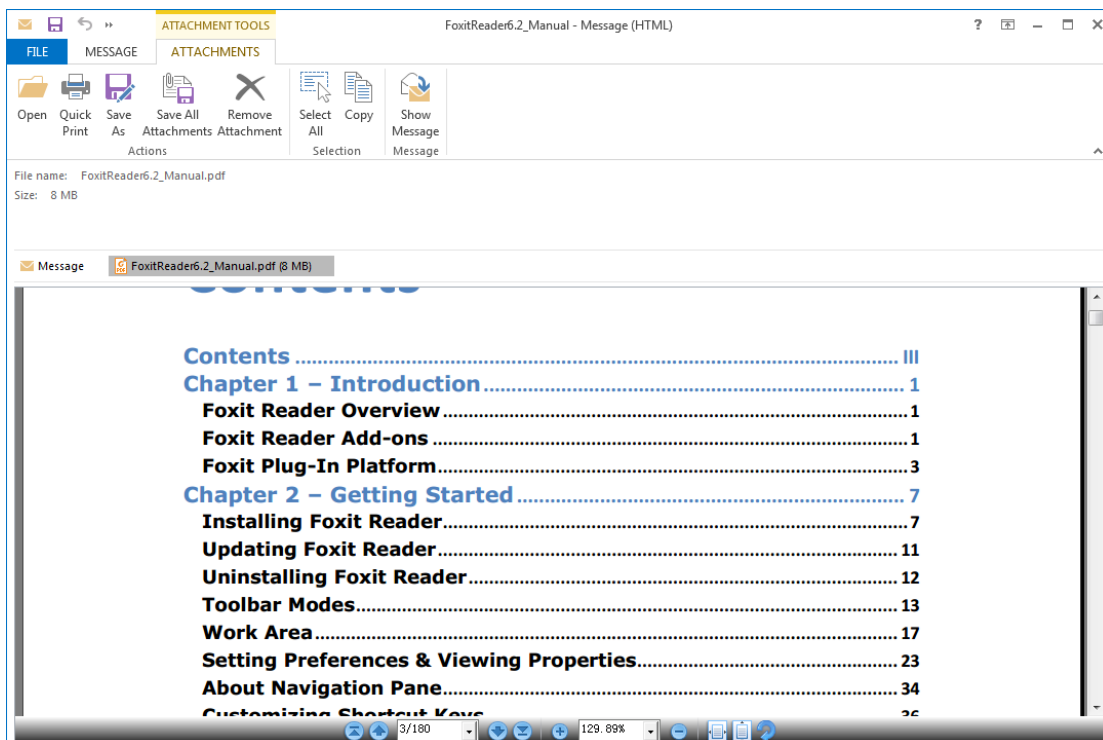 ATTACHMENT TOOLS
FoxitReader6.2_Manual - Message (HTML)
?
FILE MESSAGE ATTACHMENTS
Open Quick Print Save As Save All Attachments Remove Attachment Select All Copy Show Message
Actions Selection Message
File name: FoxitReader6.2_Manual.pdf
Size: 8 MB
Message FoxitReader6.2_Manual.pdf (8 MB)
Contents
Contents ........ III
Chapter 1 – Introduction ........ 1
Foxit Reader Overview ........ 1
Foxit Reader Add-ons ........ 1
Foxit Plug-In Platform ........ 3
Chapter 2 – Getting Started ........ 7
Installing Foxit Reader ........ 7
Updating Foxit Reader ........ 11
Uninstalling Foxit Reader ........ 12
Toolbar Modes ........ 13
Work Area ........ 17
Setting Preferences & Viewing Properties ........ 23
About Navigation Pane ........ 34
Customizing Shortcut Keys ........ 36
3/180 129.89%